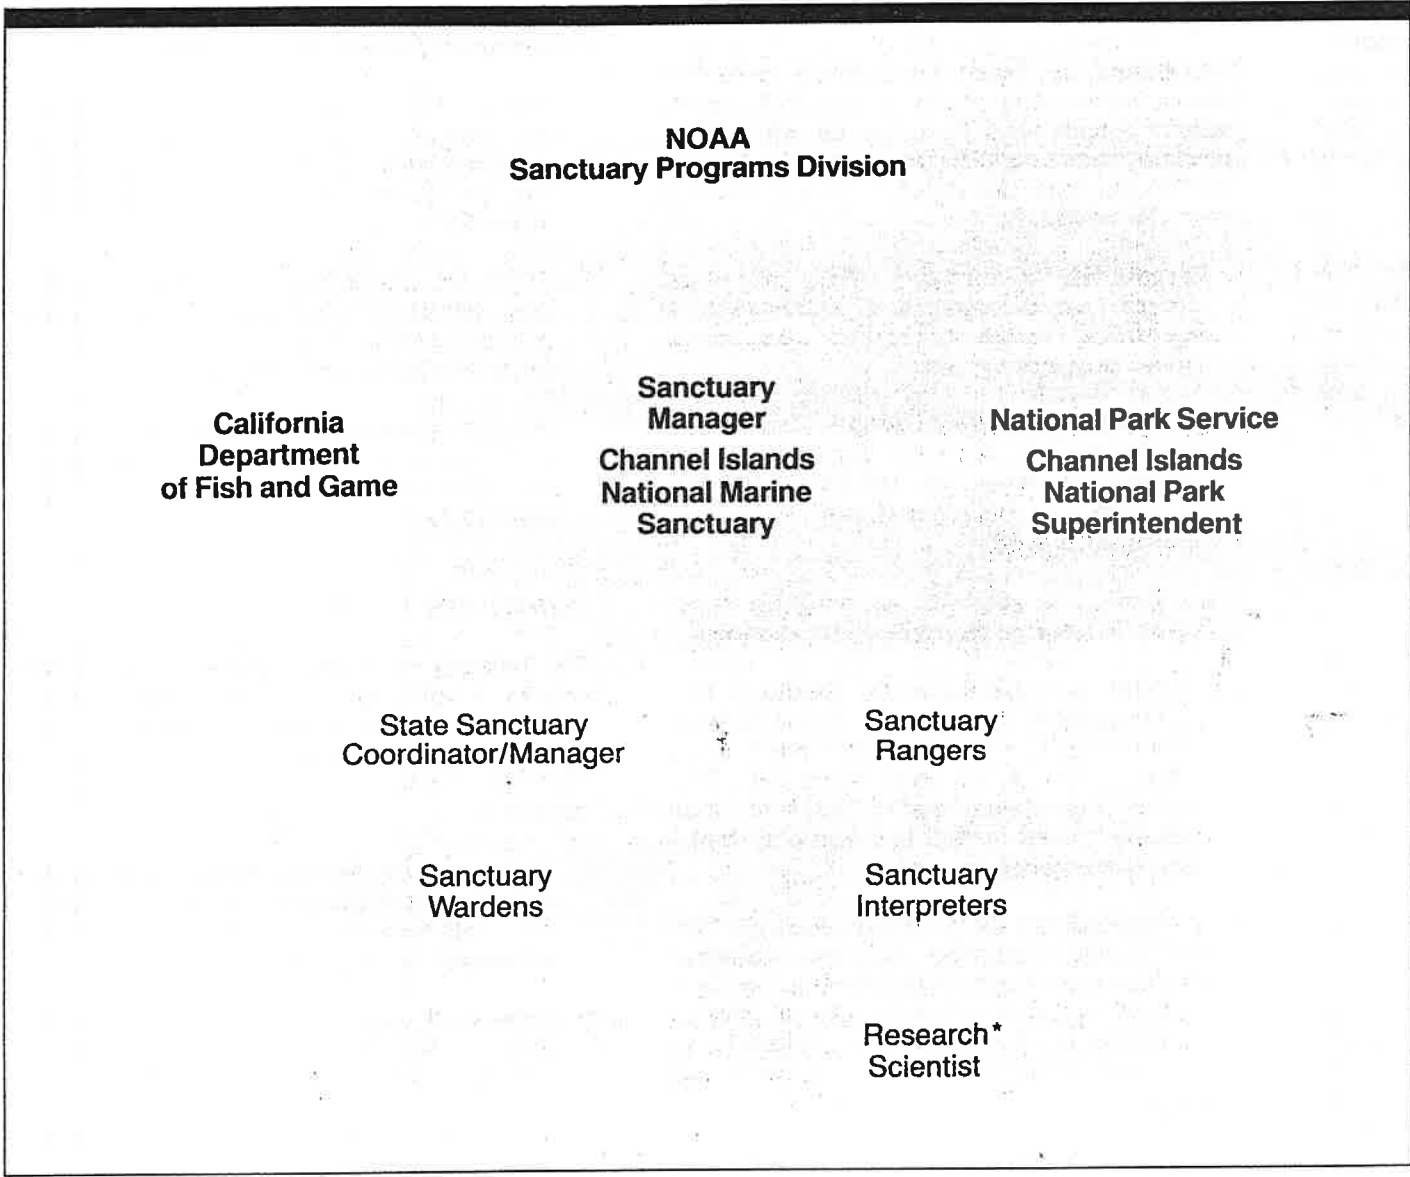 NOAA
Sanctuary Programs Division
California
Department
of Fish and Game
Sanctuary
Manager
Channel Islands
National Marine
Sanctuary
National Park Service
Channel Islands
National Park
Superintendent
State Sanctuary
Coordinator/Manager
Sanctuary
Rangers
Sanctuary
Wardens
Sanctuary
Interpreters
Research*
Scientist